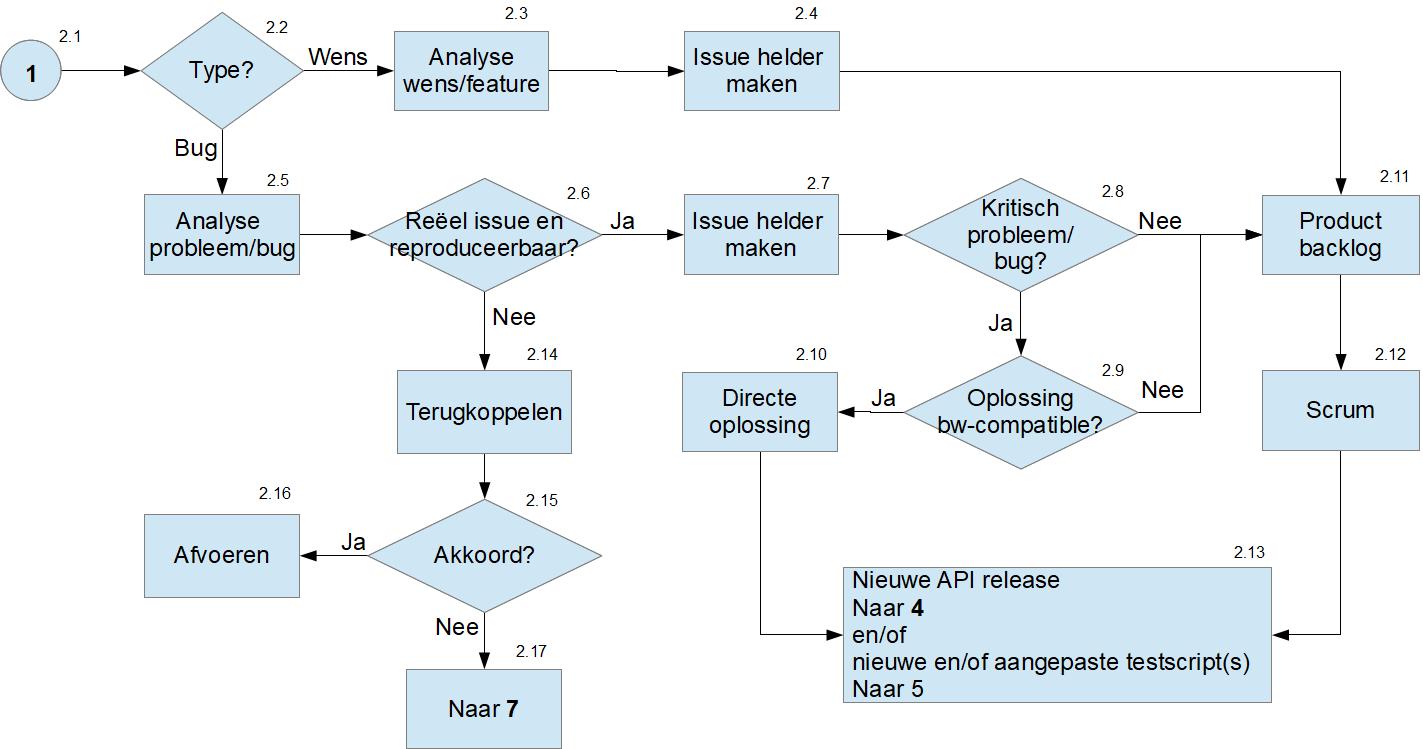 2.1
1
2.2
Type?
Wens
2.3
Analyse
wens/feature
2.4
Issue helder
maken
Bug
2.5
Analyse
probleem/bug
2.6
Reëel issue en
reproduceerbaar?
Ja
2.7
Issue helder
maken
2.8
Kritisch
probleem/
bug?
Nee
2.11
Product
backlog
Nee
Ja
2.14
Terugkoppelen
2.10
Directe
oplossing
Ja
2.9
Oplossing
bw-compatible?
Nee
2.12
Scrum
2.16
Afvoeren
Ja
2.15
Akkoord?
Nee
2.17
Naar 7
2.13
Nieuwe API release
Naar 4
en/of
nieuwe en/of aangepaste testscript(s)
Naar 5